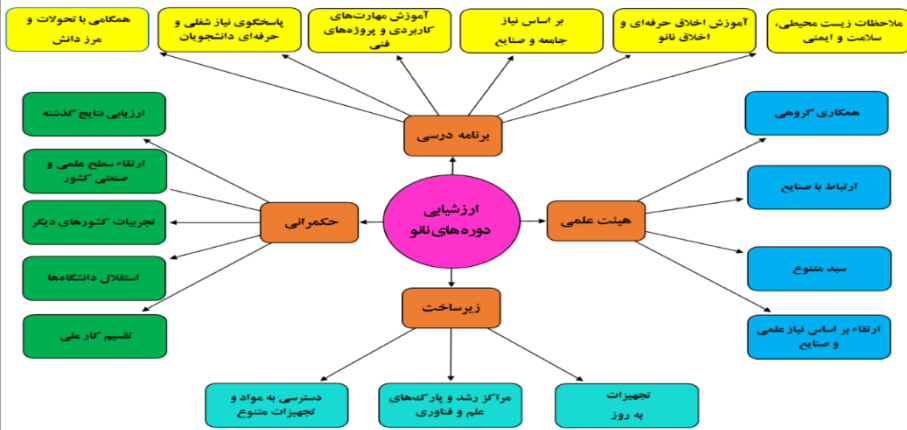 ملاحظات زیست محیطی،
سلامت و ایمنی
آموزش اخلاق حرفه‌ای و
اخلاق نانو
بر اساس نیاز
جامعه و صنایع
آموزش مهارت‌های
کاربردی و پروژه‌های
فنی
پاسخگوی نیاز شغلی و
حرفه‌ای دانشجویان
همگامی با تحولات و
مرز دانش
برنامه درسی
همکاری گروهی
ارتباط با صنایع
سبد متنوع
ارتقاء بر اساس نیاز علمی
و صنایع
هیئت علمی
ارزشیابی
دوره‌های نانو
حکمرانی
ارزیابی نتایج گذشته
ارتقاء سطح علمی و
صنعتی کشور
تجربیات کشورهای دیگر
استقلال دانشگاه‌ها
تقسیم کار ملی
زیرساخت
تجهیزات
به روز
مراکز رشد و پارک‌های
علم و فناوری
دسترسی به مواد و
تجهیزات متنوع